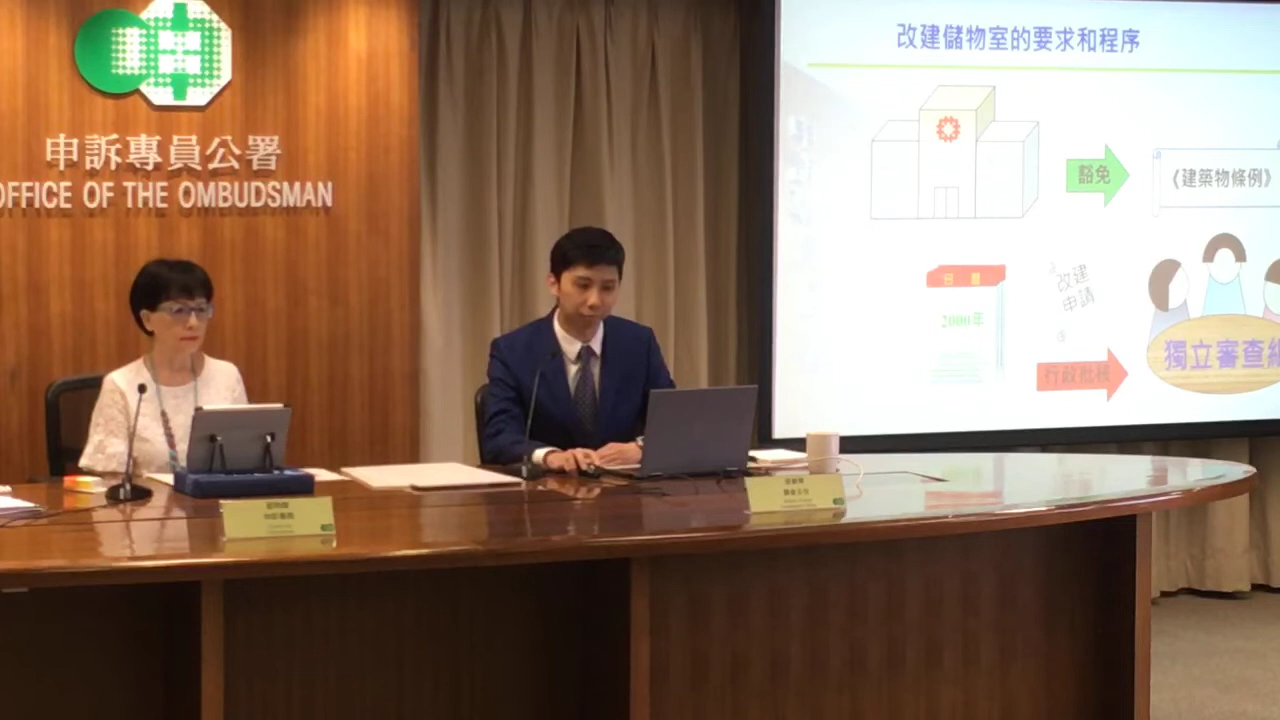 申訴專員公署
OFFICE OF THE OMBUDSMAN
改建儲物室的要求和程序
豁免
《建築物條例》
日曆
2000年
改建
申請
行政批核
獨立審查組